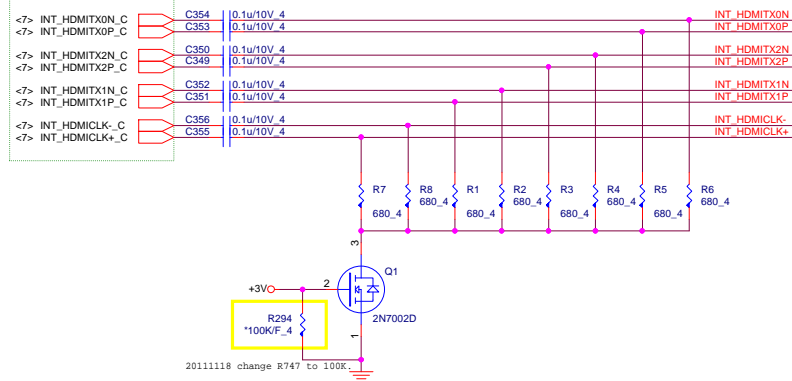 <7> INT_HDMITX0N_C C354 0.1u/10V_4 INT_HDMITX0N
<7> INT_HDMITX0P_C C353 INT_HDMITX0P
<7> INT_HDMITX2N_C C350 0.1u/10V_4 INT_HDMITX2N
<7> INT_HDMITX2P_C C349 0.1u/10V_4 INT_HDMITX2P
<7> INT_HDMITX1N_C C352 0.1u/10V_4 INT_HDMITX1N
<7> INT_HDMITX1P_C C351 0.1u/10V_4 INT_HDMITX1P
<7> INT_HDMICLK-_C C356 0.1u/10V_4 INT_HDMICLK-
<7> INT_HDMICLK+_C C355 0.1u/10V_4 INT_HDMICLK+
R7 R8 R1 R2 R3 R4 R5 R6
680_4 680_4 680_4 680_4 680_4 680_4 680_4 680_4
3
Q1
+3V 2
2N7002D
R294
*100K/F_4
1
20111118 change R747 to 100K.